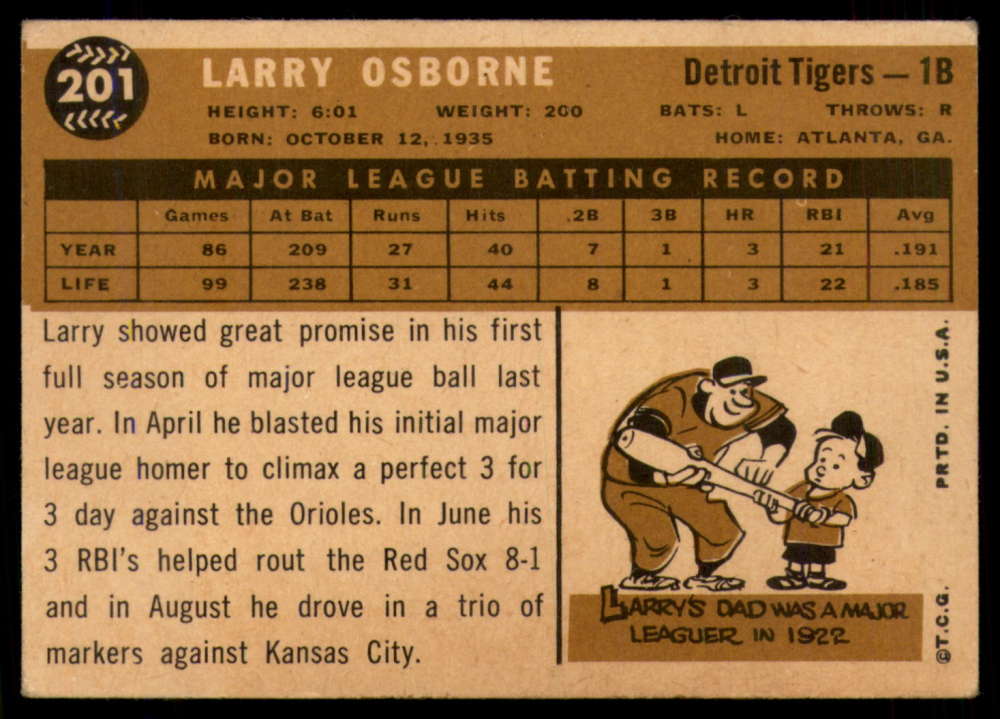 201
LARRY OSBORNE
Detroit Tigers — 1B
HEIGHT: 6:01 WEIGHT: 200 BATS: L THROWS: R
BORN: OCTOBER 12, 1935 HOME: ATLANTA, GA.
MAJOR LEAGUE BATTING RECORD
Games At Bat Runs Hits 2B 3B HR RBI Avg
YEAR 86 209 27 40 7 1 3 21 .191
LIFE 99 238 31 44 8 1 3 22 .185
Larry showed great promise in his first
full season of major league ball last
year. In April he blasted his initial major
league homer to climax a perfect 3 for
3 day against the Orioles. In June his
3 RBI's helped rout the Red Sox 8-1
and in August he drove in a trio of
markers against Kansas City.
LARRY'S DAD WAS A MAJOR
LEAGUER IN 1922
PRTD. IN U.S.A.
©T.C.G.